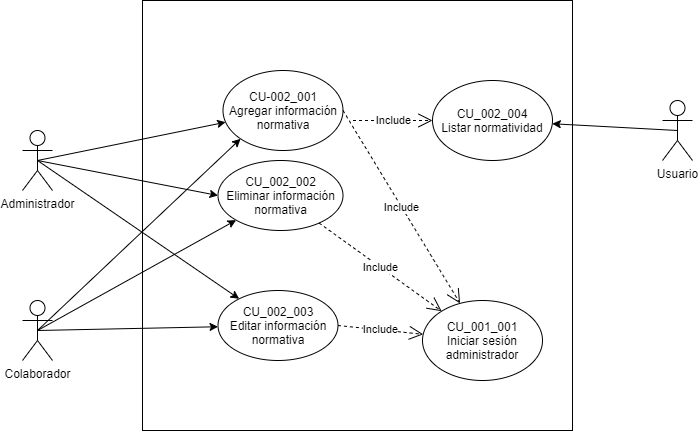 CU-002_001
Agregar información
normativa
CU_002_004
Listar normatividad
Include
Usuario
Administrador
CU_002_002
Eliminar información
normativa
Include
Include
CU_002_003
Editar información
normativa
Include
CU_001_001
Iniciar sesión
administrador
Colaborador